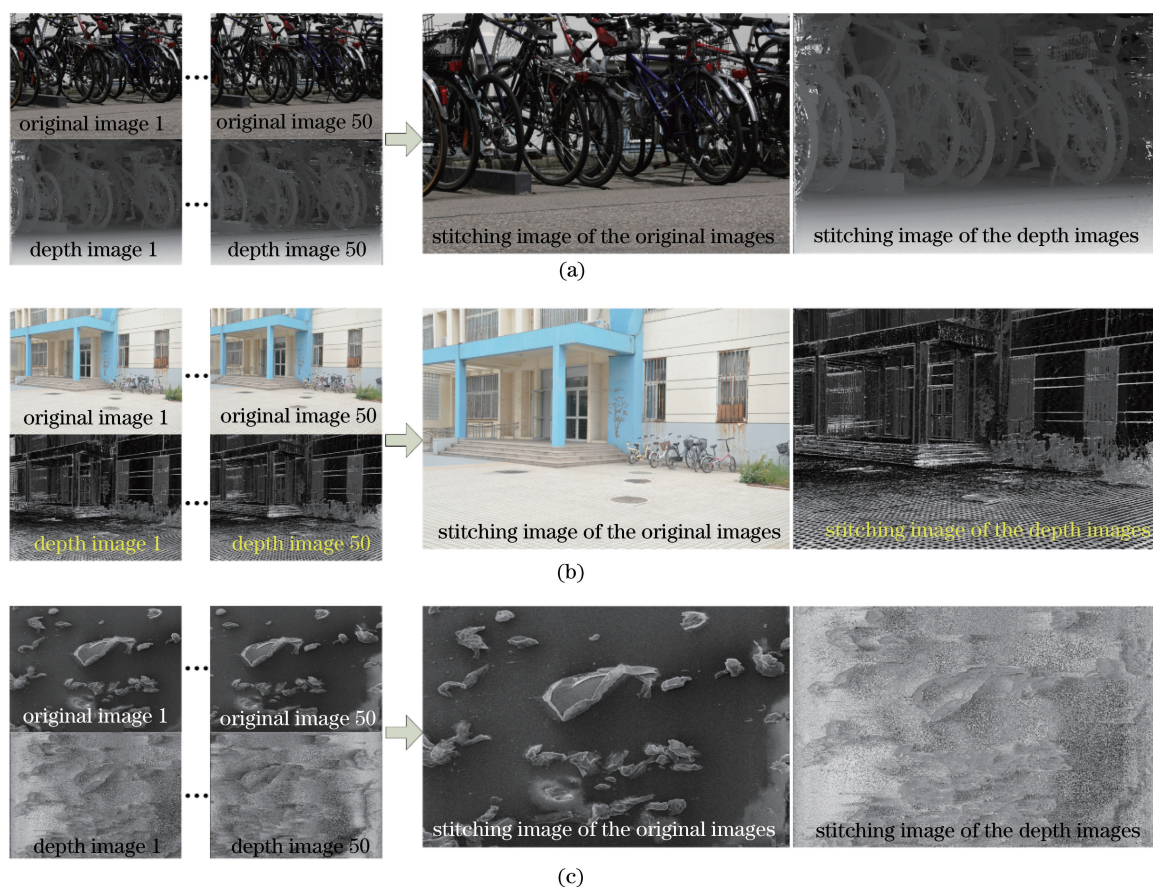 original image 1
original image 50
depth image 1
depth image 50
stitching image of the original images
stitching image of the depth images
(a)
original image 1
original image 50
depth image 1
depth image 50
stitching image of the original images
stitching image of the depth images
(b)
original image 1
original image 50
depth image 1
depth image 50
stitching image of the original images
stitching image of the depth images
(c)